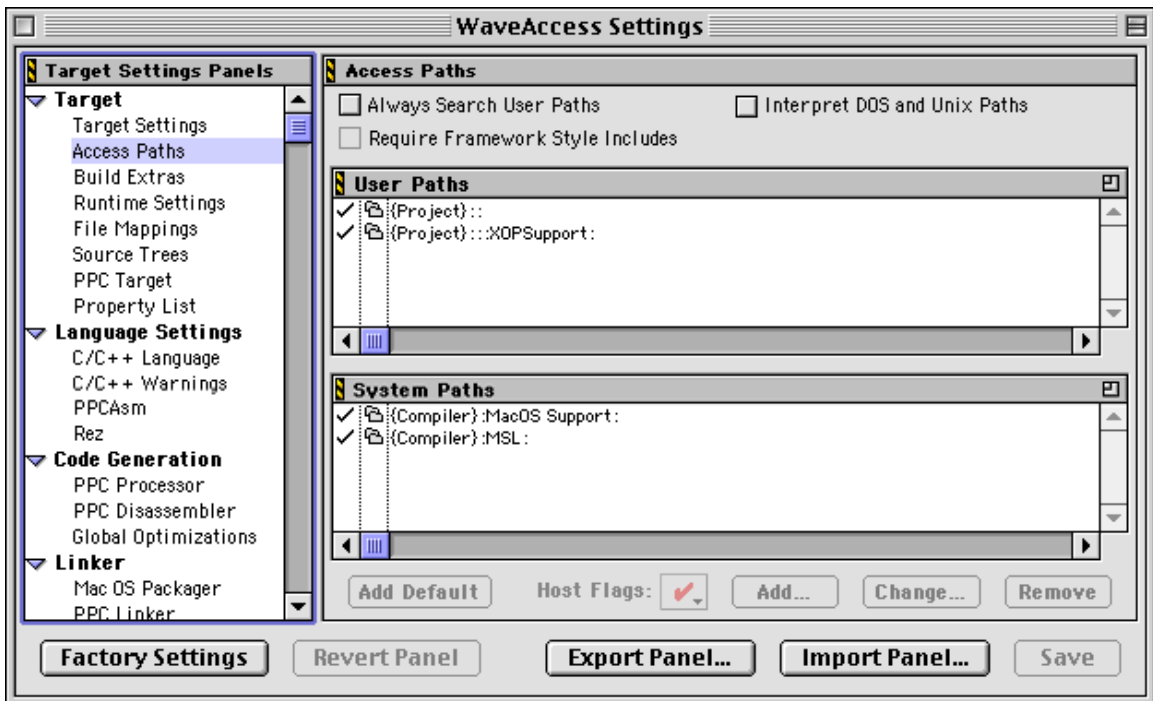 WaveAccess Settings
Target Settings Panels
Target
Target Settings
Access Paths
Build Extras
Runtime Settings
File Mappings
Source Trees
PPC Target
Property List
Language Settings
C/C++ Language
C/C++ Warnings
PPCAsm
Rez
Code Generation
PPC Processor
PPC Disassembler
Global Optimizations
Linker
Mac OS Packager
PPC Linker
Access Paths
Always Search User Paths
Interpret DOS and Unix Paths
Require Framework Style Includes
User Paths
{Project}::
{Project}:::XOPSupport:
System Paths
{Compiler}:MacOS Support:
{Compiler}:MSL:
Add Default
Host Flags:
Add...
Change...
Remove
Factory Settings
Revert Panel
Export Panel...
Import Panel...
Save